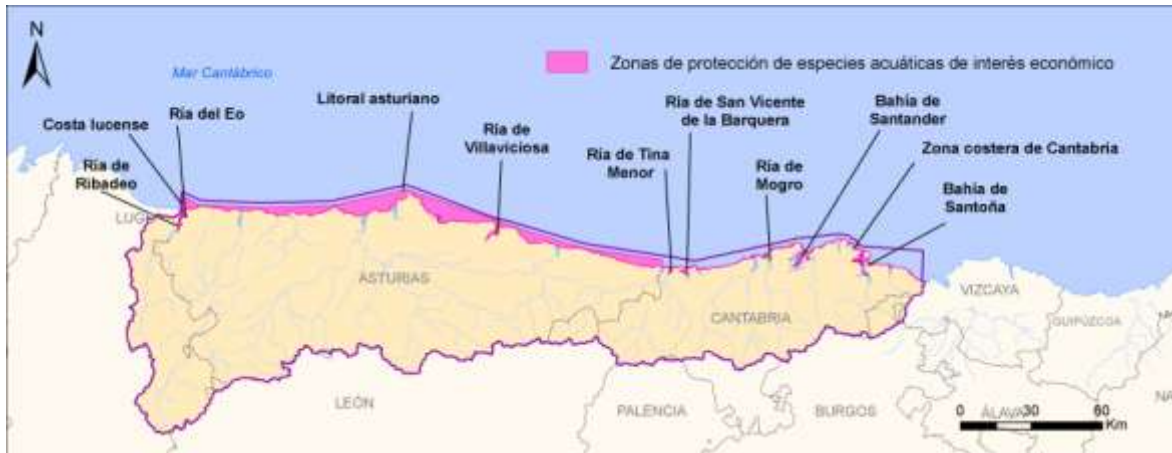 N
Mar Cantábrico
Zonas de protección de especies acuáticas de interés económico
Costa lucense
Ría del Eo
Ría de
Ribadeo
Litoral asturiano
Ría de
Villaviciosa
Ría de Tina
Menor
Ría de San Vicente
de la Barquera
Ría de
Mogro
Bahía de
Santander
Zona costera de Cantabria
Bahía de
Santoña
LUG
ASTURIAS
CANTABRIA
VIZCAYA
GUIPÚZCOA
LEÓN
PALENCIA
BURGOS
ÁLAVA
NA
0 30 60
Km